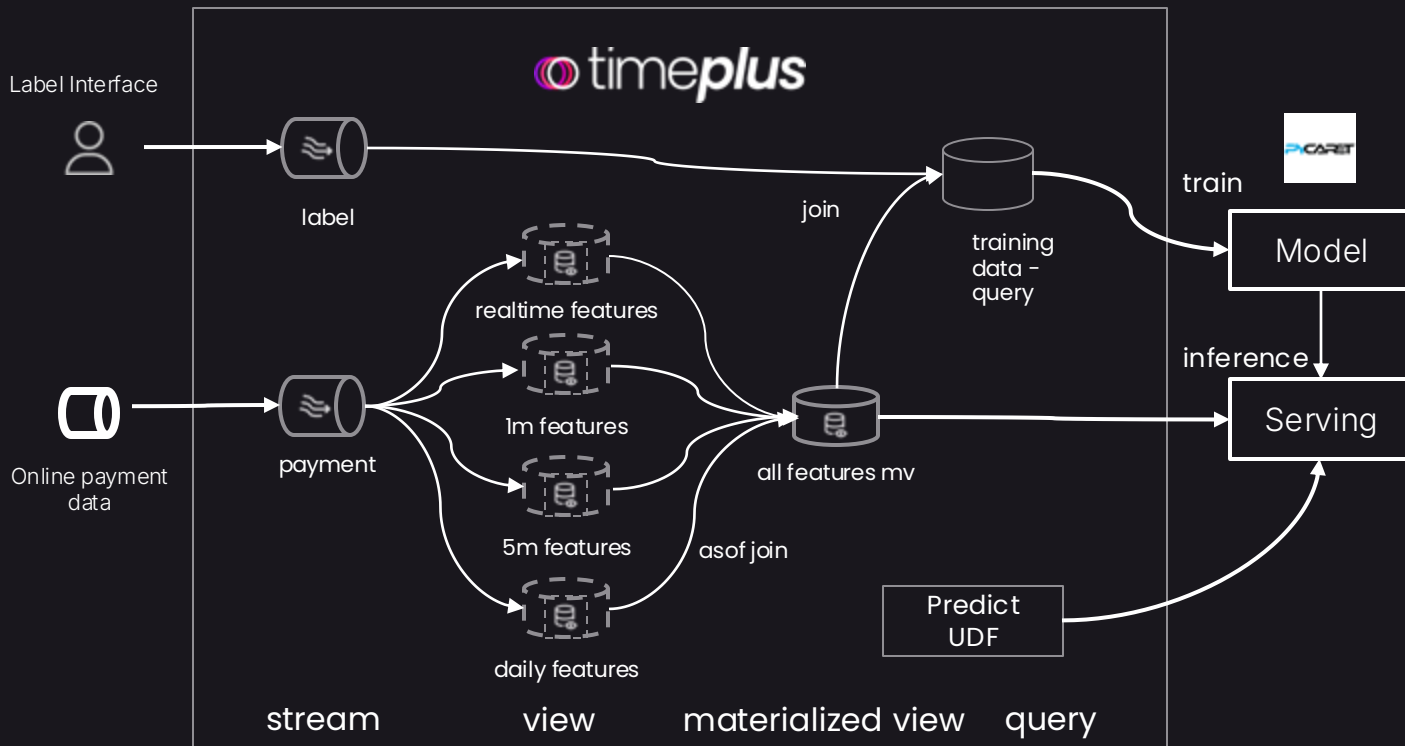 timeplus
Label Interface
PYCARET
train
label
join
training
data -
query
Model
realtime features
inference
1m features
Serving
payment
all features mv
Online payment
data
5m features
asof join
Predict
UDF
daily features
stream
view
materialized view
query